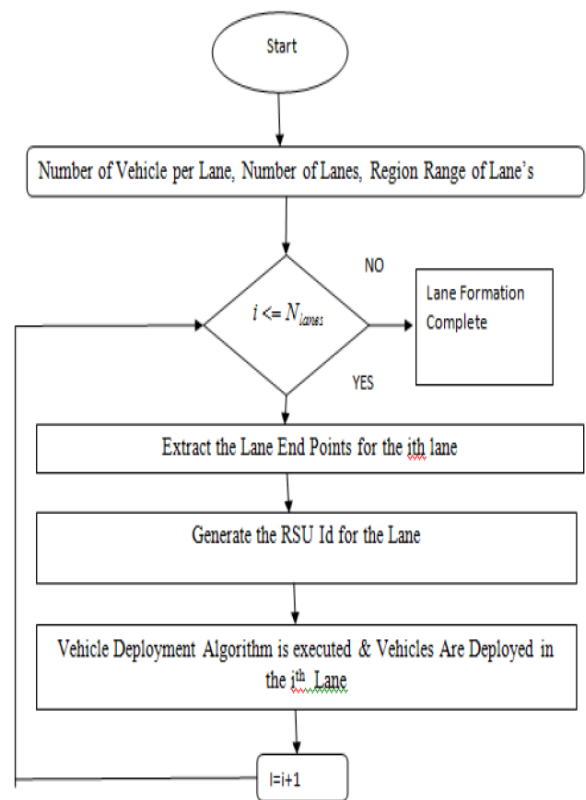 Start
Number of Vehicle per Lane, Number of Lanes, Region Range of Lane's
i <= N_lanes
NO
Lane Formation
Complete
YES
Extract the Lane End Points for the ith lane
Generate the RSU Id for the Lane
Vehicle Deployment Algorithm is executed & Vehicles Are Deployed in
the iᵗʰ Lane
I=i+1